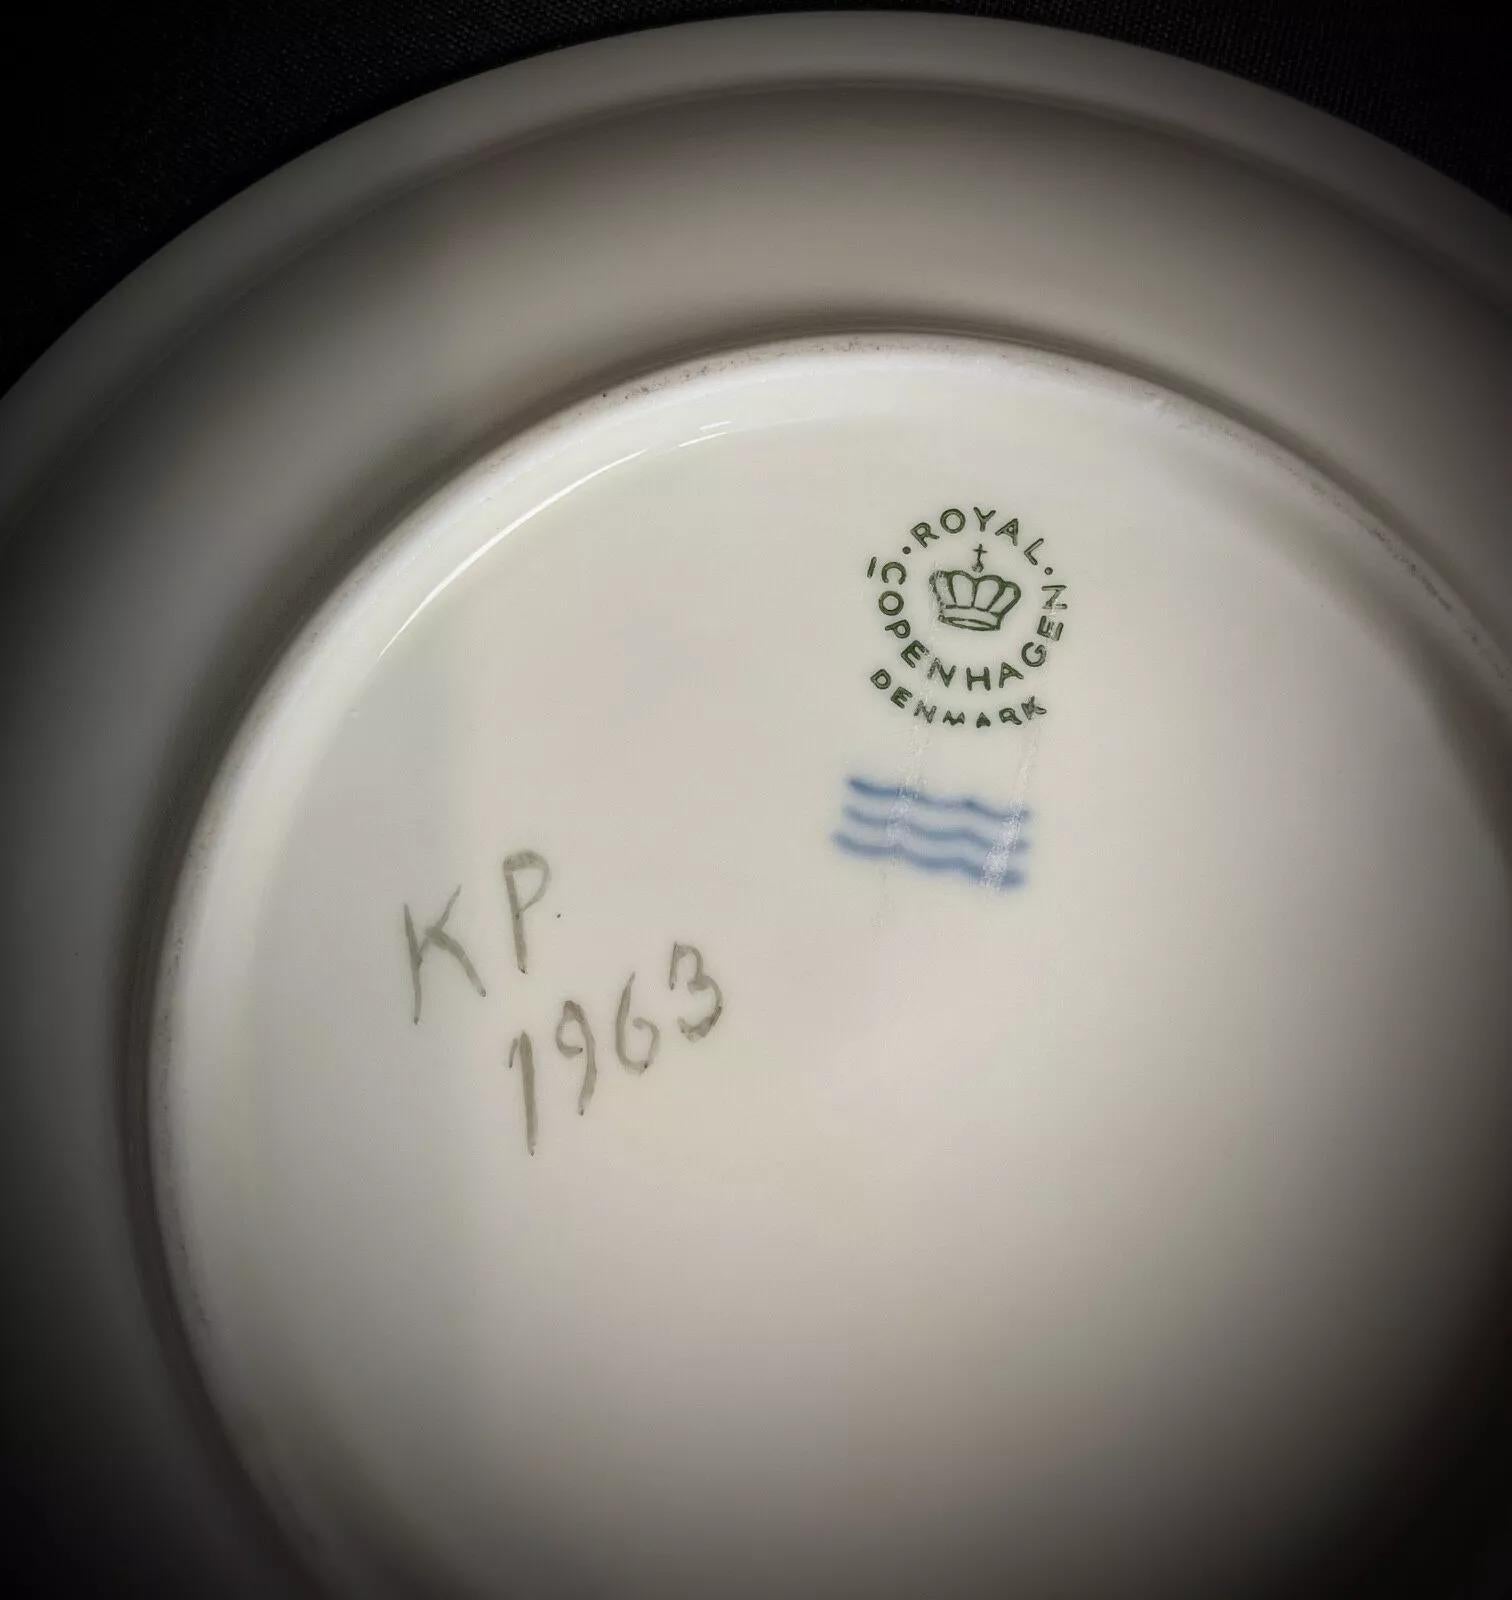 ROYAL
COPENHAGEN
DENMARK
KP.
1963